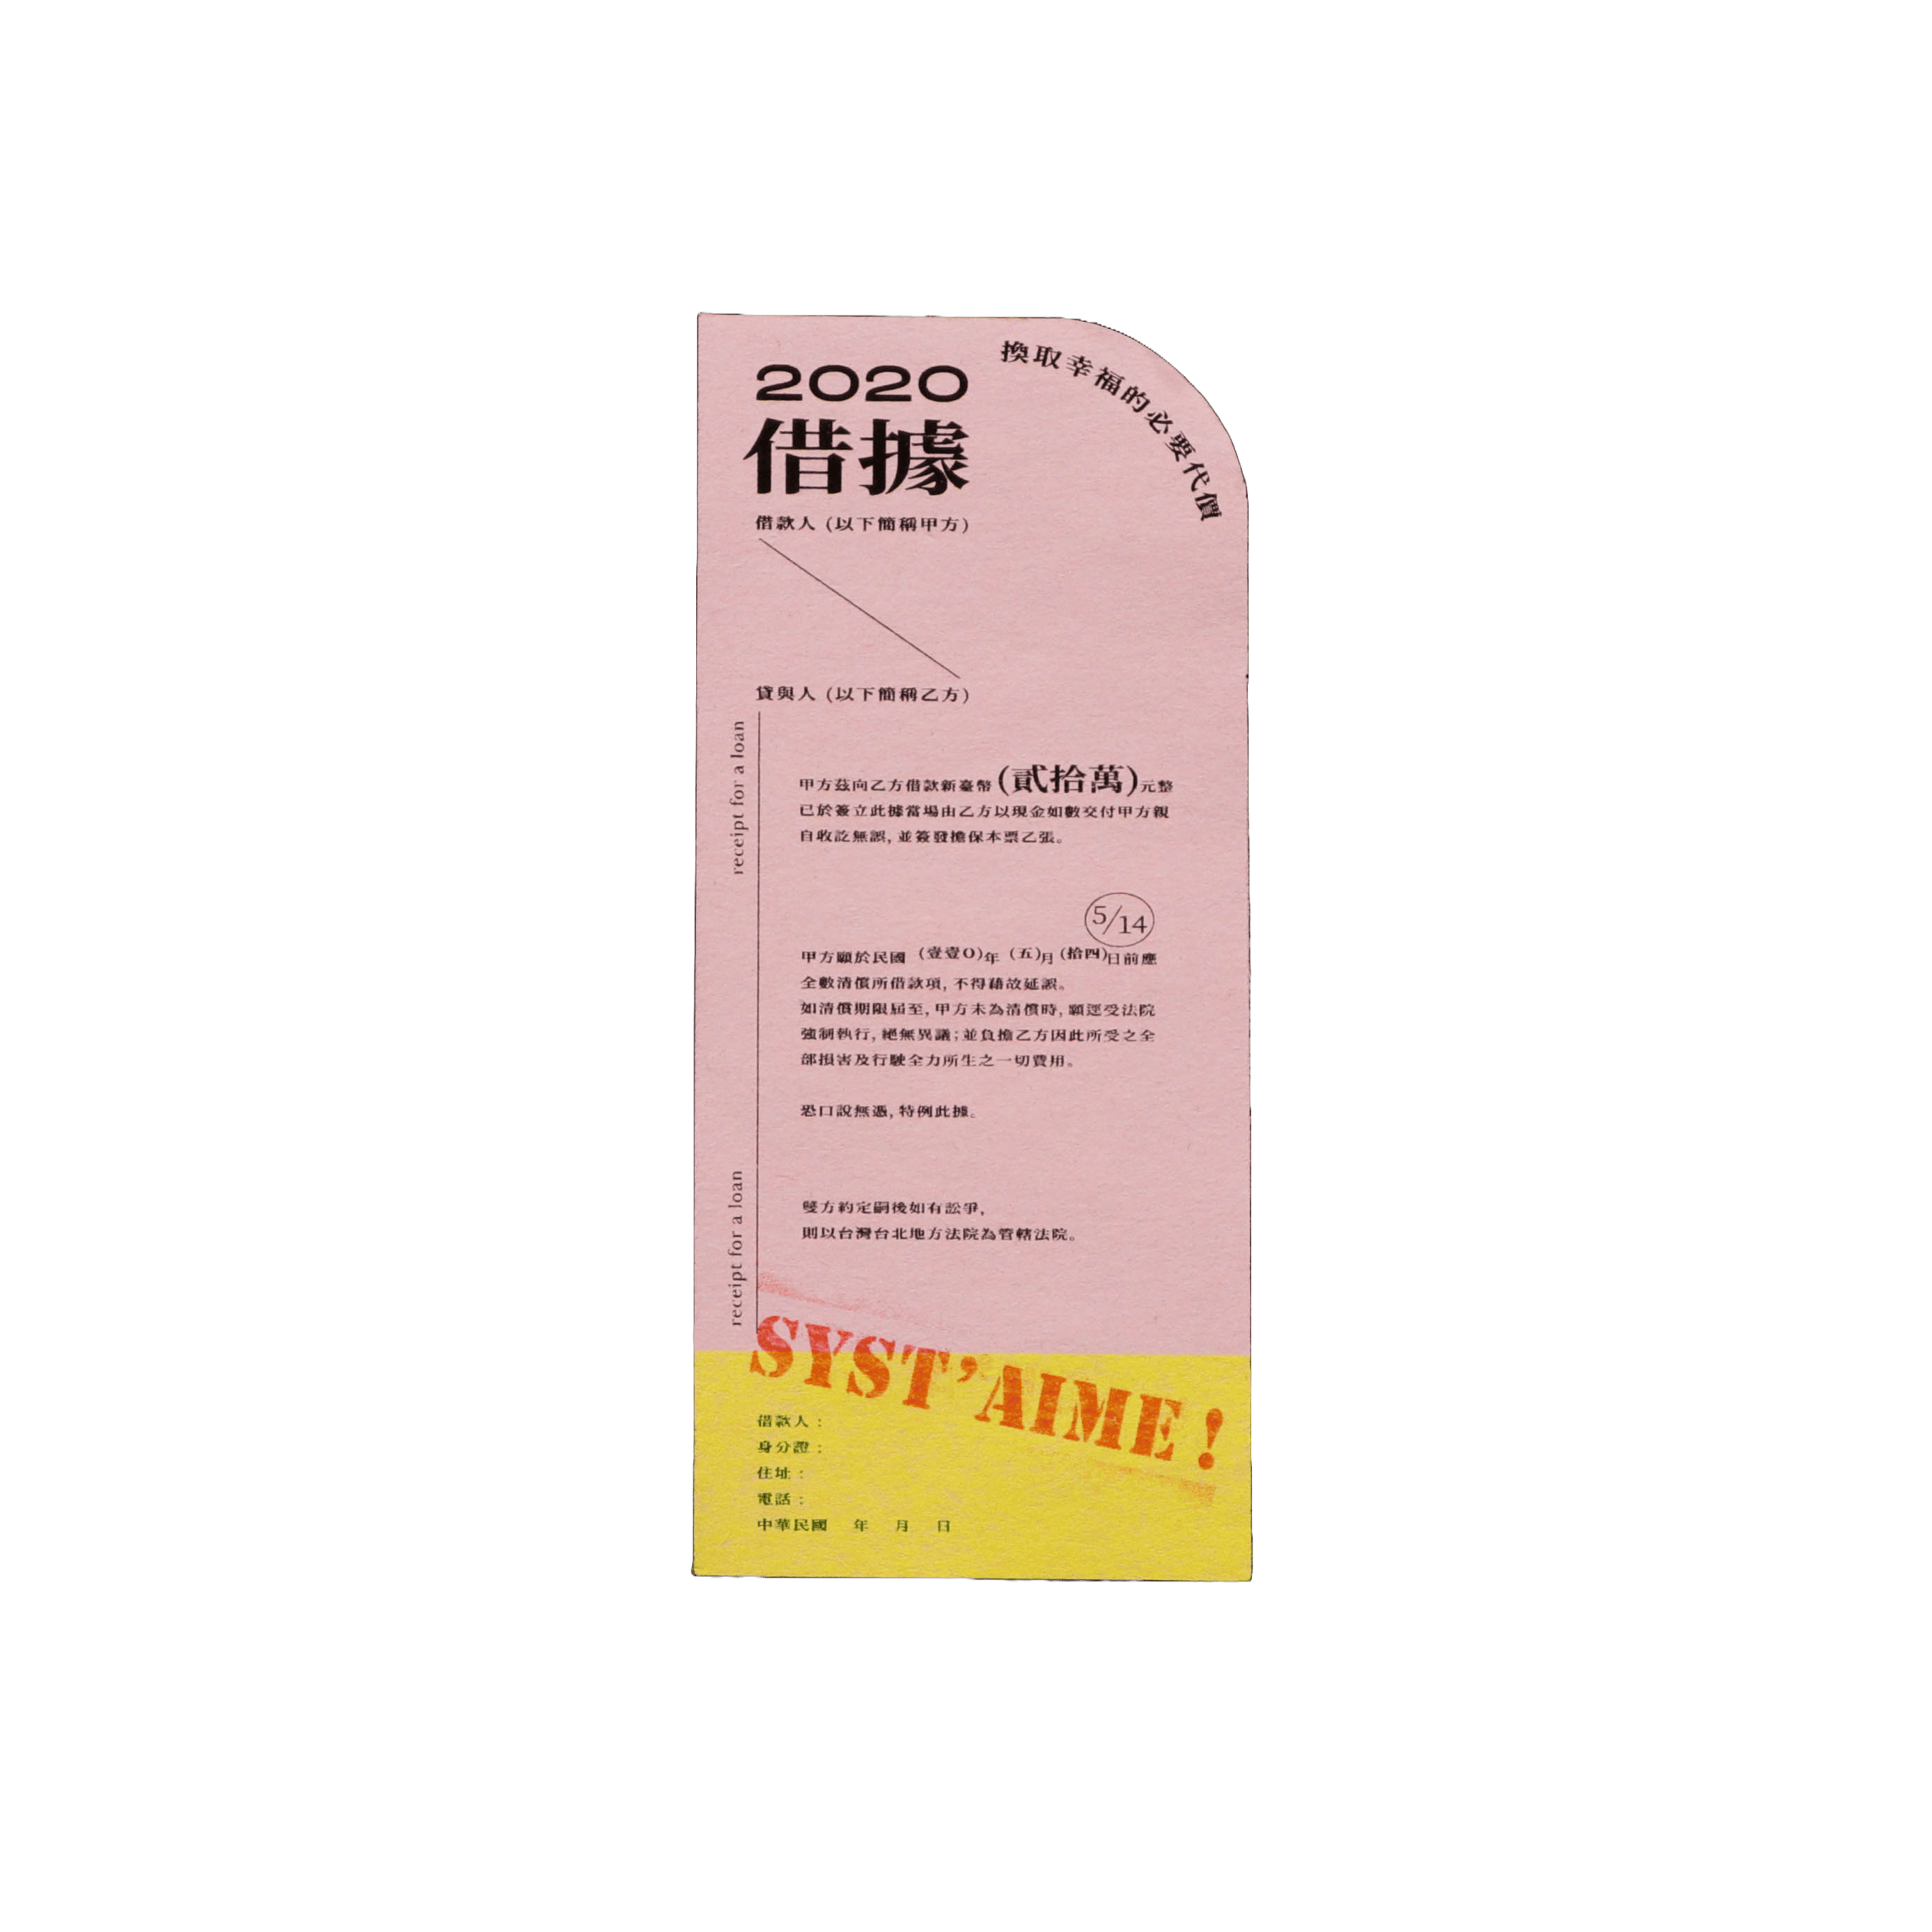 2020
借據
換取幸福的必要代價
借款人 (以下簡稱甲方)
貸與人 (以下簡稱乙方)
receipt for a loan
甲方茲向乙方借款新臺幣(貳拾萬)元整
已於簽立此據當場由乙方以現金如數交付甲方親
自收訖無誤, 並簽發擔保本票乙張。
5/14
甲方願於民國 (壹壹O)年 (五)月 (拾四)日前應
全數清償所借款項, 不得藉故延誤。
如清償期限屆至, 甲方未為清償時, 願逕受法院
強制執行, 絕無異議; 並負擔乙方因此所受之全
部損害及行駛全力所生之一切費用。
恐口說無憑, 特例此據。
receipt for a loan
雙方約定嗣後如有訟爭,
則以台灣台北地方法院為管轄法院。
SYST'AIME!
借款人 :
身分證 :
住址 :
電話 :
中華民國 年 月 日